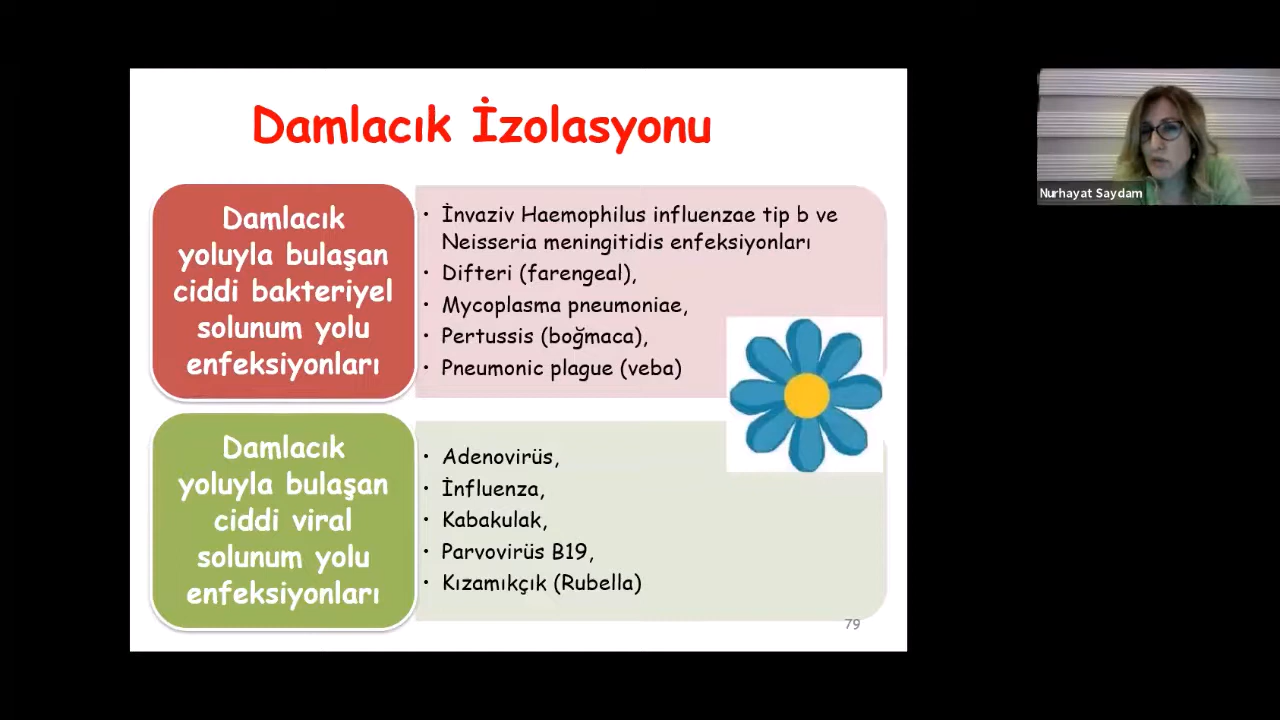 Damlacık İzolasyonu
Damlacık
yoluyla bulaşan
ciddi bakteriyel
solunum yolu
enfeksiyonları
• İnvaziv Haemophilus influenzae tip b ve
Neisseria meningitidis enfeksiyonları
• Difteri (farengeal),
• Mycoplasma pneumoniae,
• Pertussis (boğmaca),
• Pneumonic plague (veba)
Damlacık
yoluyla bulaşan
ciddi viral
solunum yolu
enfeksiyonları
• Adenovirüs,
• İnfluenza,
• Kabakulak,
• Parvovirüs B19,
• Kızamıkçık (Rubella)
79
Nurhayat Saydam